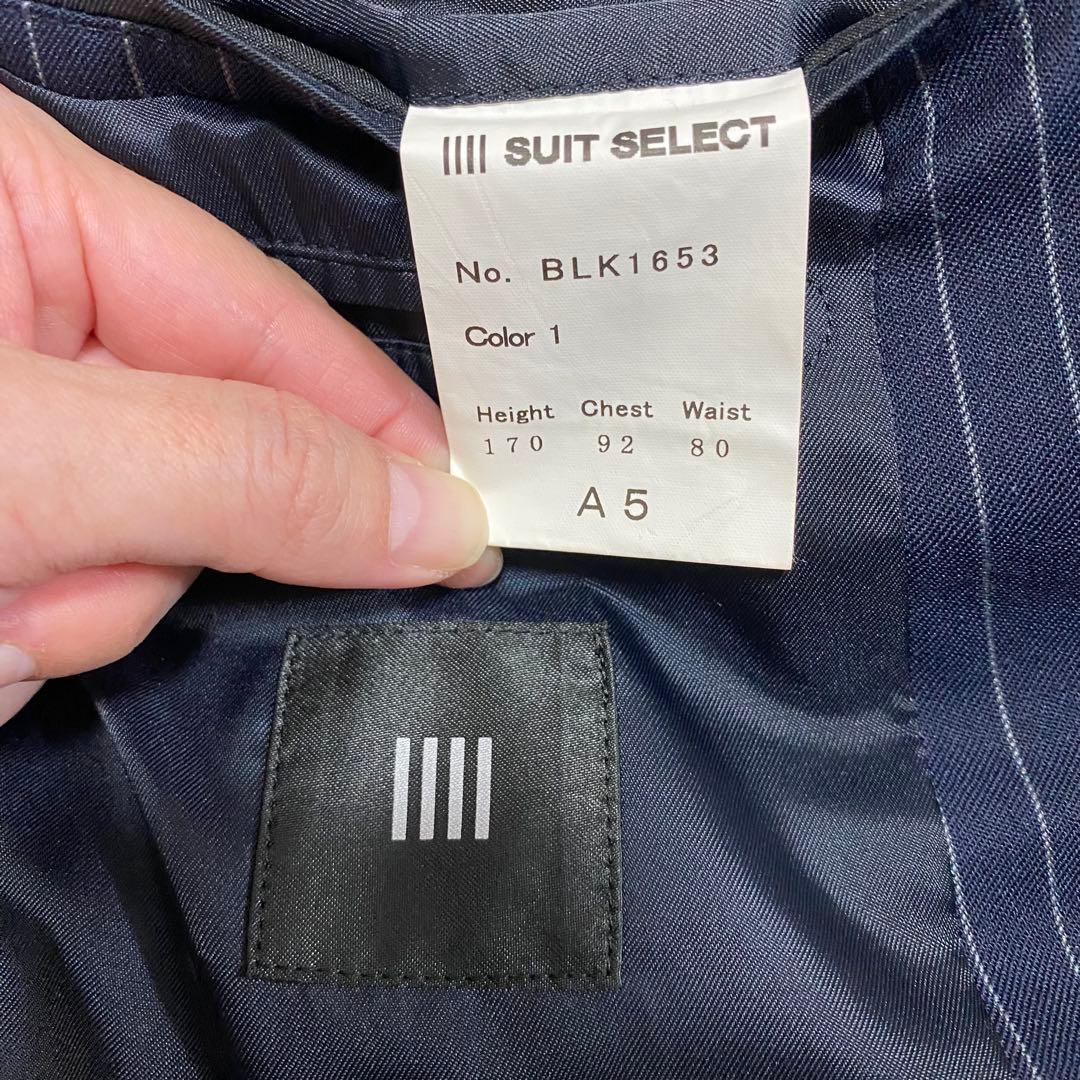 SUIT SELECT
No. BLK1653
Color 1
Height Chest Waist
170 92 80
A5